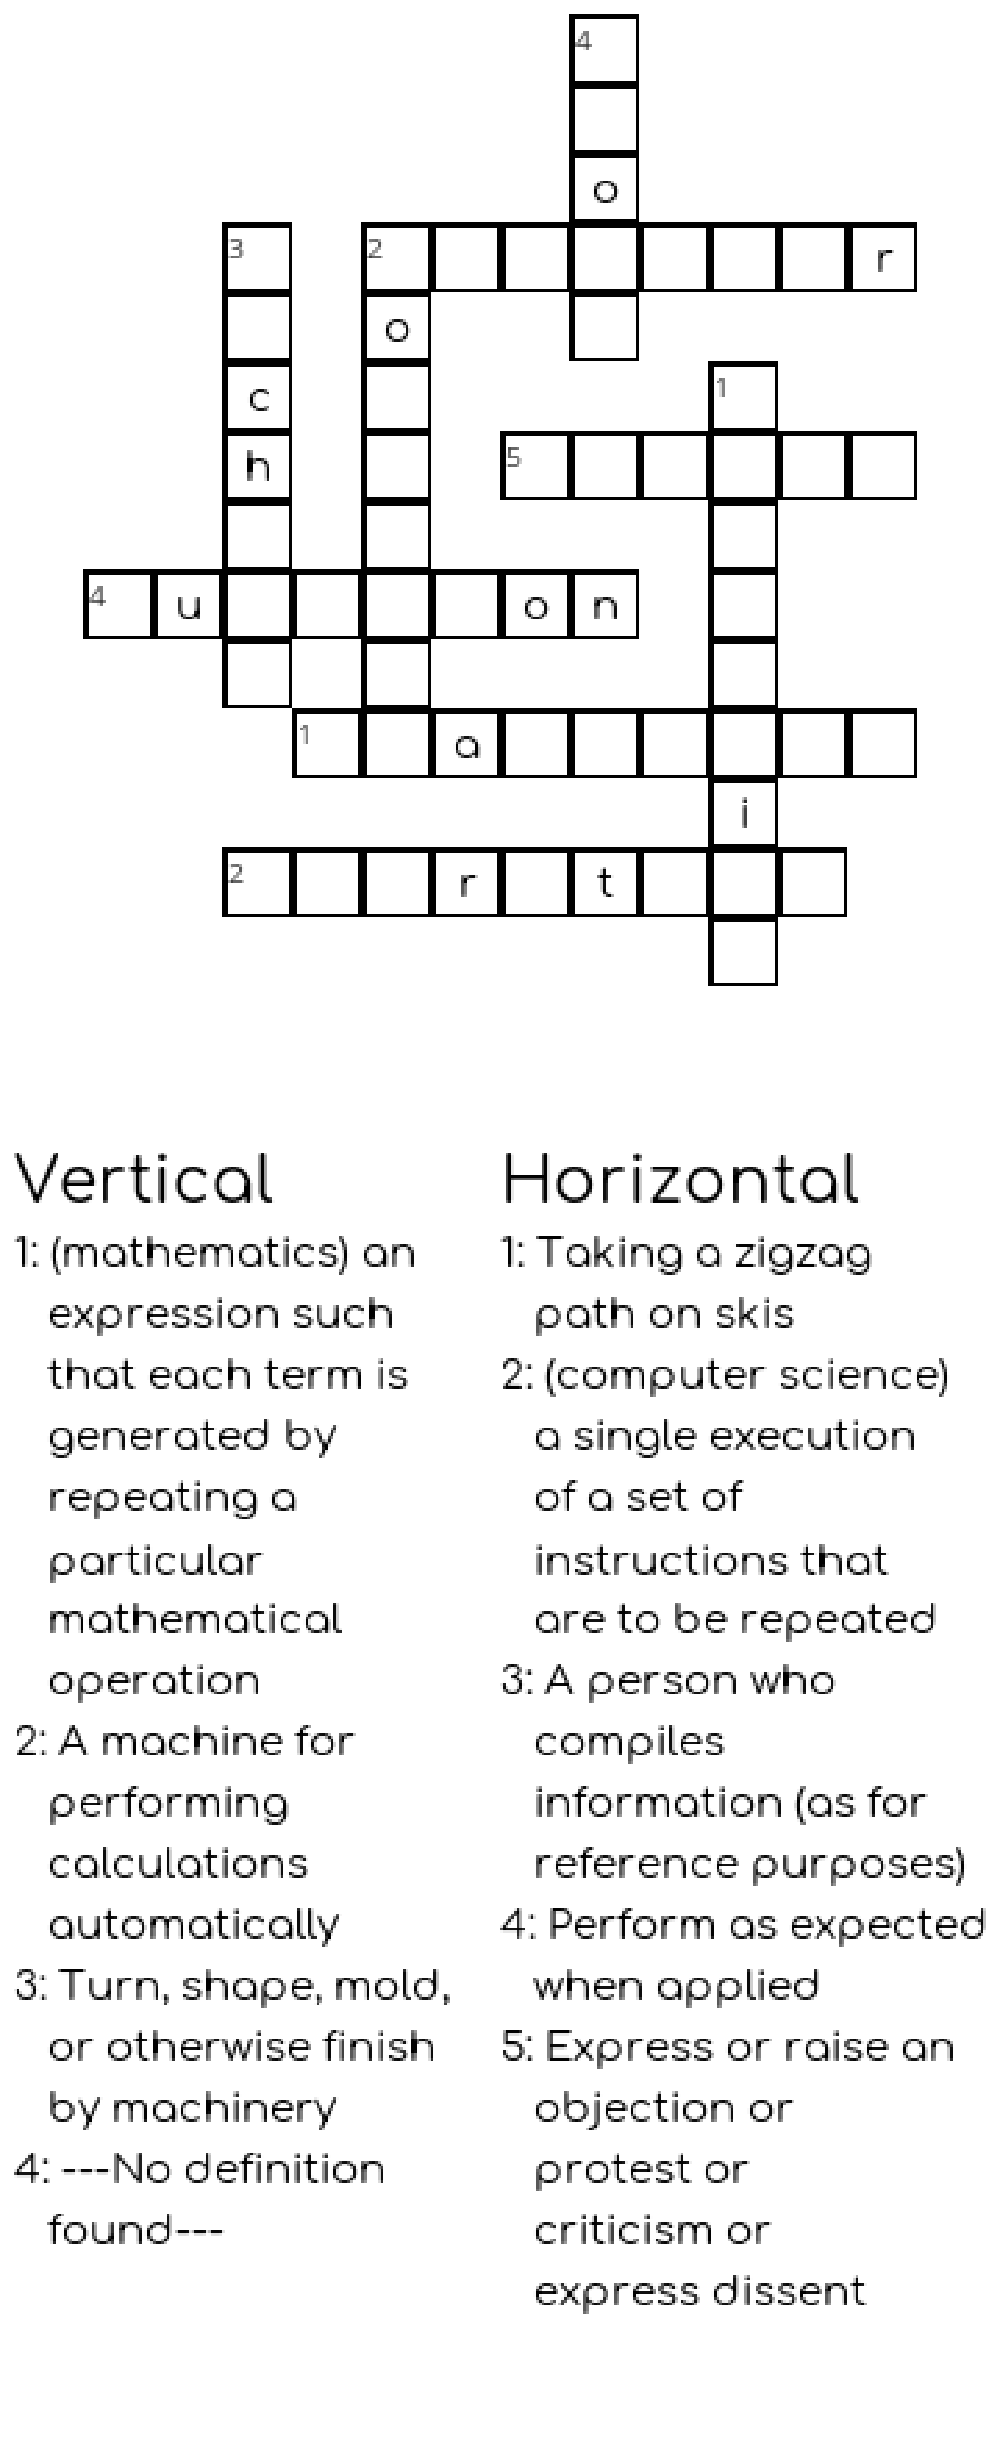 4
o
3 2 r
o
c 1
h 5
4 u o n
1 a
i
2 r t
Vertical
1: (mathematics) an
expression such
that each term is
generated by
repeating a
particular
mathematical
operation
2: A machine for
performing
calculations
automatically
3: Turn, shape, mold,
or otherwise finish
by machinery
4: ---No definition
found---
Horizontal
1: Taking a zigzag
path on skis
2: (computer science)
a single execution
of a set of
instructions that
are to be repeated
3: A person who
compiles
information (as for
reference purposes)
4: Perform as expected
when applied
5: Express or raise an
objection or
protest or
criticism or
express dissent